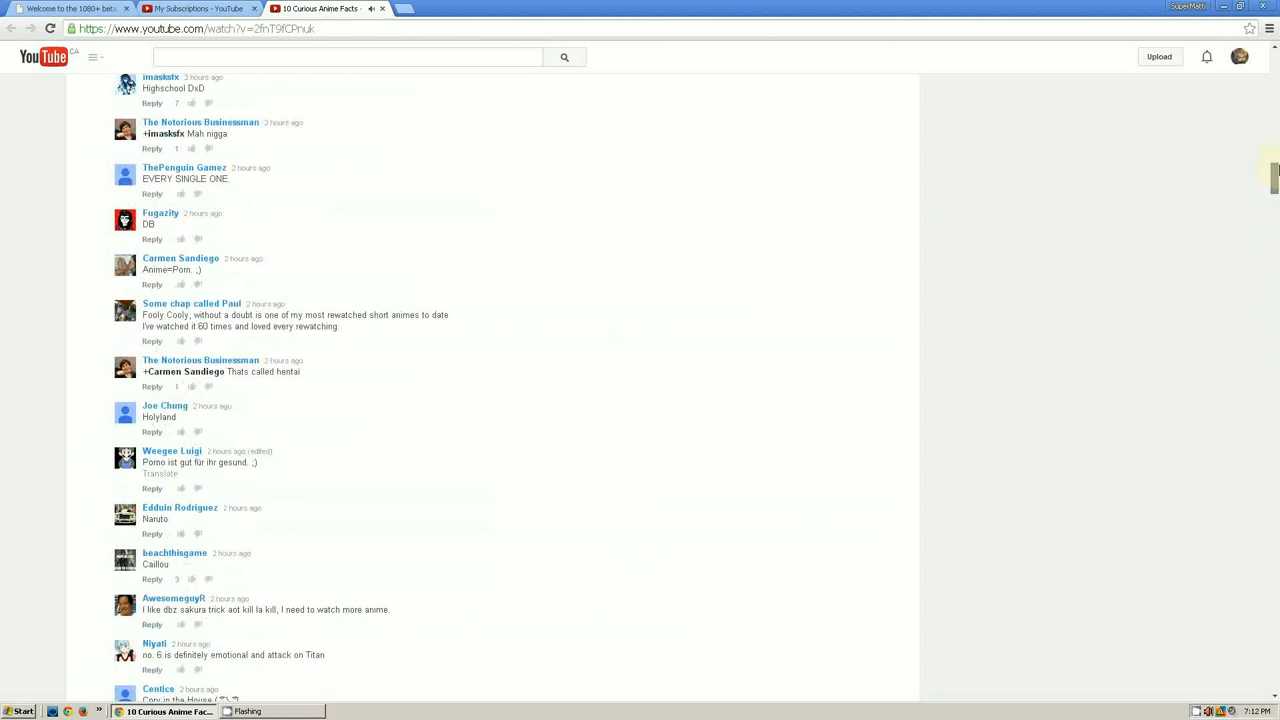 Welcome to the 1080+ beta
My Subscriptions - YouTube
10 Curious Anime Facts -
SuperMatti
https://www.youtube.com/watch?v=2fnT9fCPnuk
YouTube CA
Upload
imasksfx 2 hours ago
Highschool DxD
Reply 7
The Notorious Businessman 2 hours ago
+imasksfx Mah nigga
Reply 1
ThePenguin Gamez 2 hours ago
EVERY SINGLE ONE.
Reply
Fugazity 2 hours ago
DB
Reply
Carmen Sandiego 2 hours ago
Anime=Porn. ;)
Reply
Some chap called Paul 2 hours ago
Fooly Cooly, without a doubt is one of my most rewatched short animes to date
I've watched it 60 times and loved every rewatching.
Reply
The Notorious Businessman 2 hours ago
+Carmen Sandiego Thats called hentai
Reply 1
Joe Chung 2 hours ago
Holyland
Reply
Weegee Luigi 2 hours ago (edited)
Porno ist gut für ihr gesund. ;)
Translate
Reply
Edduin Rodriguez 2 hours ago
Naruto
Reply
beachthisgame 2 hours ago
Caillou
Reply 3
AwesomeguyR 2 hours ago
I like dbz sakura trick aot kill la kill, I need to watch more anime.
Reply
Niyati 2 hours ago
no. 6 is definitely emotional and attack on Titan
Reply
Centice 2 hours ago
Cory in the House
Start
10 Curious Anime Fac...
Flashing
7:12 PM